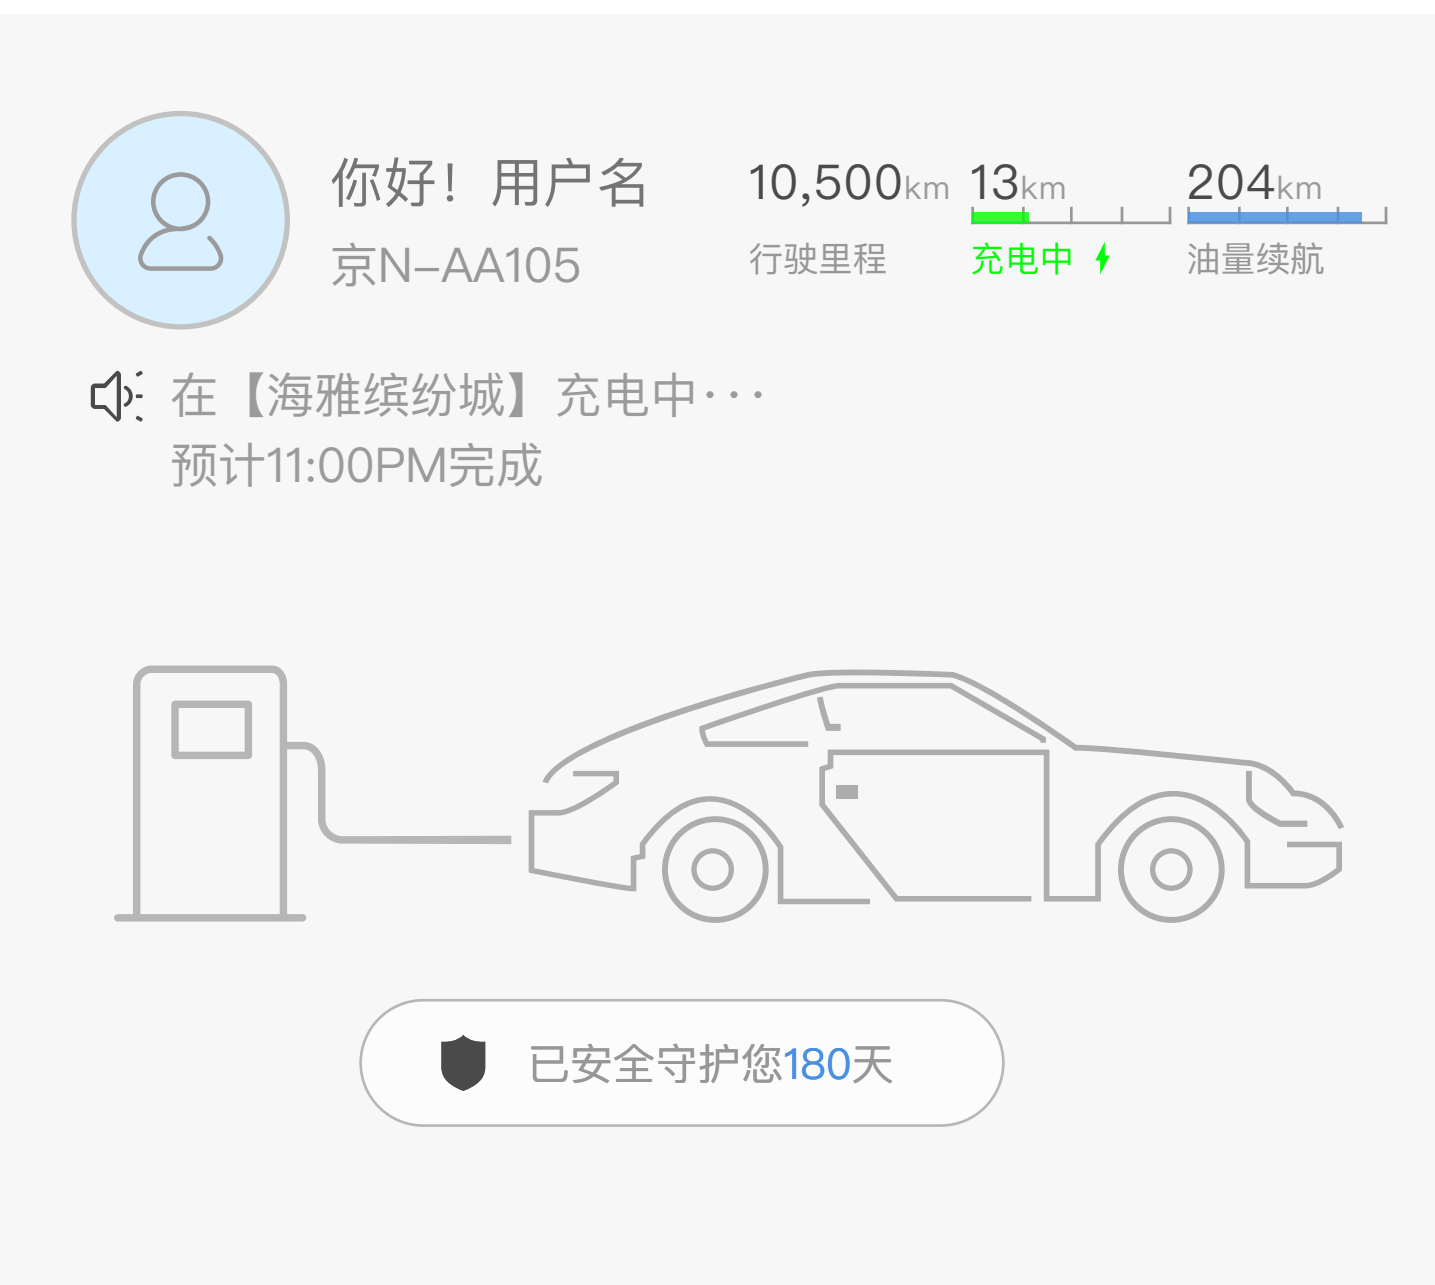 你好！用户名
京N-AA105
10,500km
行驶里程
13km
充电中
204km
油量续航
在【海雅缤纷城】充电中···
预计11:00PM完成
已安全守护您180天